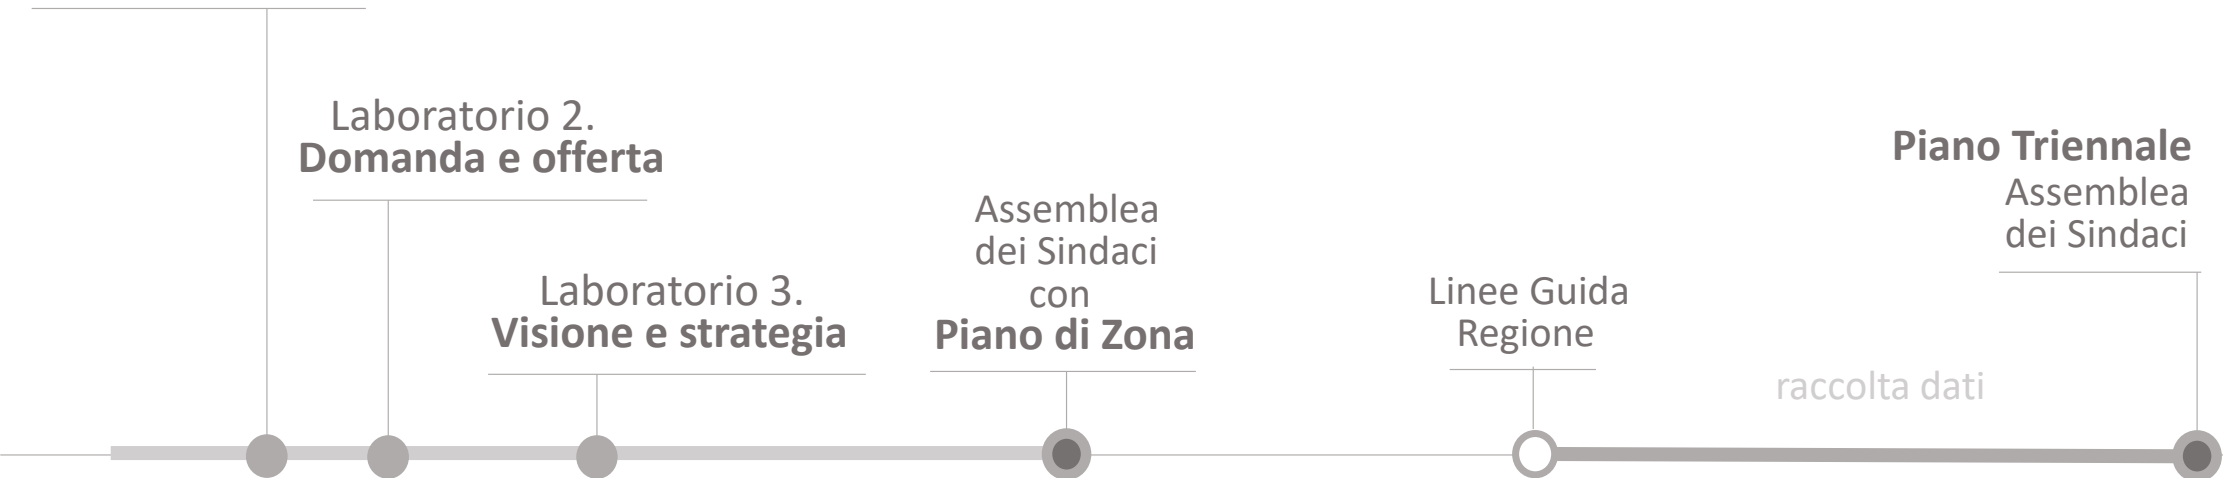 Laboratorio 2.
Domanda e offerta
Laboratorio 3.
Visione e strategia
Assemblea
dei Sindaci
con
Piano di Zona
Linee Guida
Regione
raccolta dati
Piano Triennale
Assemblea
dei Sindaci